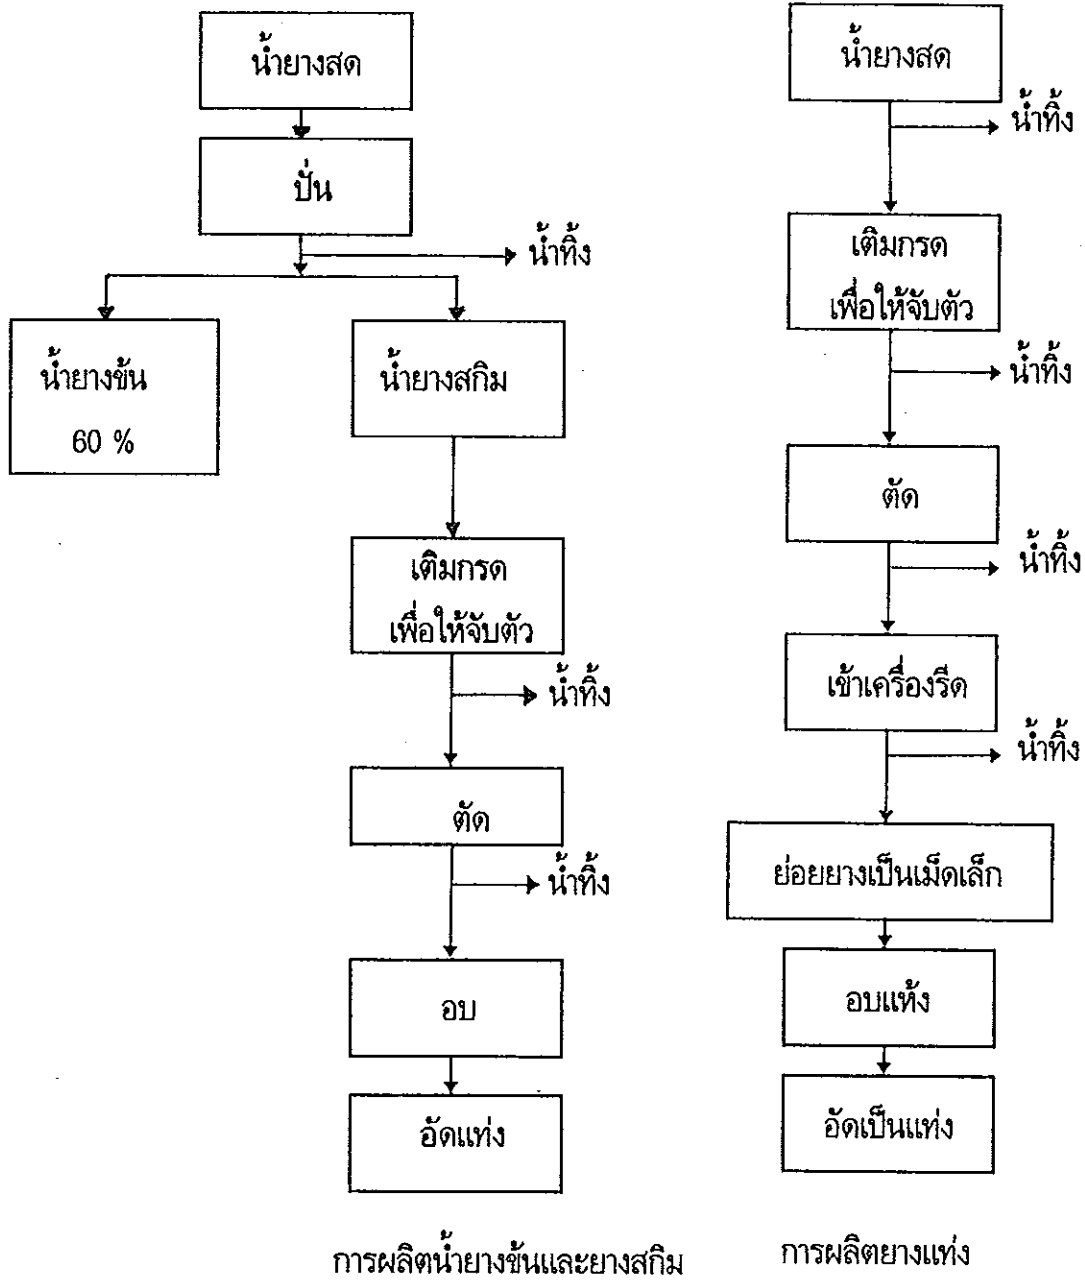 น้ำยางสด
ปั่น
น้ำทิ้ง
น้ำยางข้น
60 %
น้ำยางสกิม
เติมกรด
เพื่อให้จับตัว
น้ำทิ้ง
ตัด
น้ำทิ้ง
อบ
อัดแท่ง
การผลิตน้ำยางข้นและยางสกิม
น้ำยางสด
น้ำทิ้ง
เติมกรด
เพื่อให้จับตัว
น้ำทิ้ง
ตัด
น้ำทิ้ง
เข้าเครื่องรีด
น้ำทิ้ง
ย่อยยางเป็นเม็ดเล็ก
อบแห้ง
อัดเป็นแท่ง
การผลิตยางแท่ง